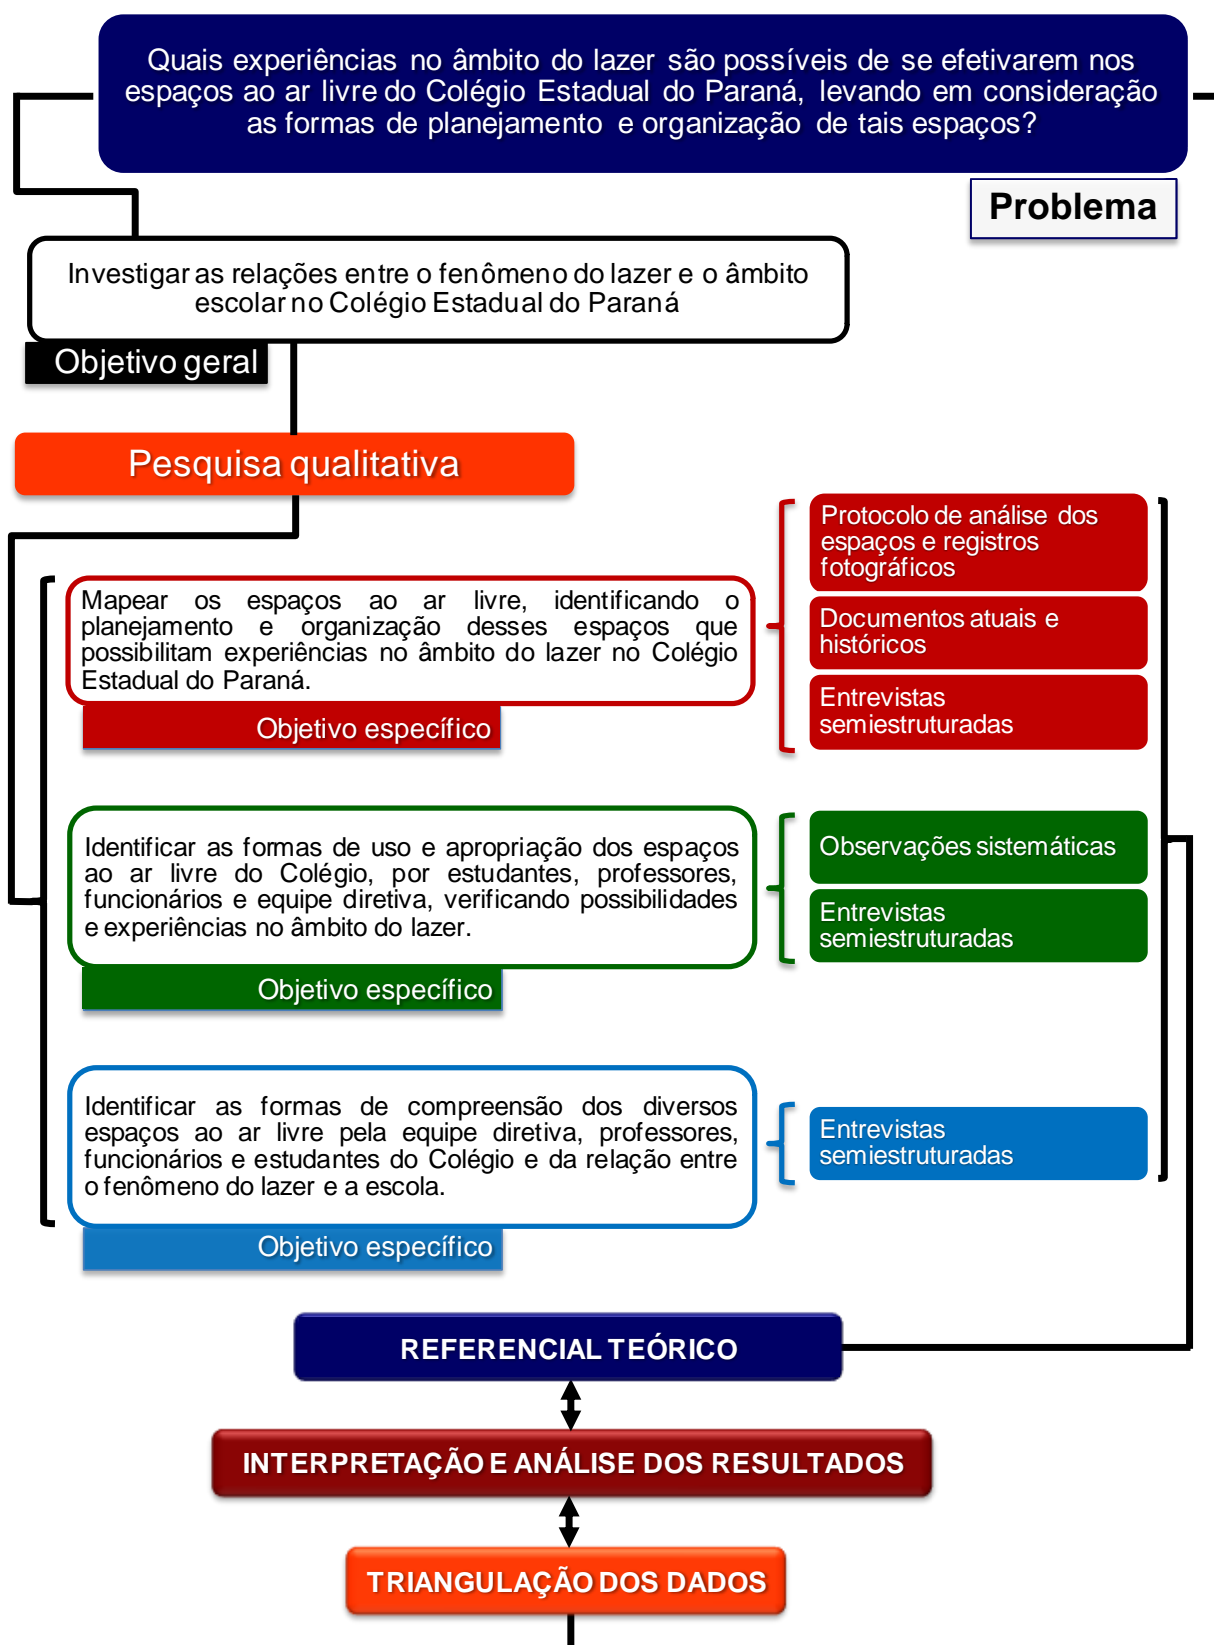 Quais experiências no âmbito do lazer são possíveis de se efetivarem nos
espaços ao ar livre do Colégio Estadual do Paraná, levando em consideração
as formas de planejamento e organização de tais espaços?
Problema
Investigar as relações entre o fenômeno do lazer e o âmbito
escolar no Colégio Estadual do Paraná
Objetivo geral
Pesquisa qualitativa
Mapear os espaços ao ar livre, identificando o
planejamento e organização desses espaços que
possibilitam experiências no âmbito do lazer no Colégio
Estadual do Paraná.
Objetivo específico
Protocolo de análise dos
espaços e registros
fotográficos
Documentos atuais e
históricos
Entrevistas
semiestruturadas
Identificar as formas de uso e apropriação dos espaços
ao ar livre do Colégio, por estudantes, professores,
funcionários e equipe diretiva, verificando possibilidades
e experiências no âmbito do lazer.
Objetivo específico
Observações sistemáticas
Entrevistas
semiestruturadas
Identificar as formas de compreensão dos diversos
espaços ao ar livre pela equipe diretiva, professores,
funcionários e estudantes do Colégio e da relação entre
o fenômeno do lazer e a escola.
Objetivo específico
Entrevistas
semiestruturadas
REFERENCIAL TEÓRICO
INTERPRETAÇÃO E ANÁLISE DOS RESULTADOS
TRIANGULAÇÃO DOS DADOS